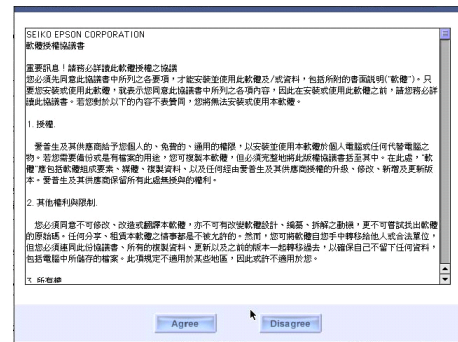 SEIKO EPSON CORPORATION
軟體授權協議書
重要訊息！請務必詳讀此軟體授權之協議
您必須先同意此協議書中所列之各要項，才能安裝並使用此軟體及/或資料，包括所附的書面說明("軟體")。只
要您安裝或使用此軟體，就表示您同意此協議書中所列之各項內容，因此在安裝或使用此軟體之前，請您務必詳
讀此協議書。若您對於以下的內容不表贊同，您將無法安裝或使用本軟體。
1. 授權.
愛普生及其供應商給予您個人的、免費的、通用的權限，以安裝並使用本軟體於個人電腦或任何代替電腦之
物。若您需要備份或是有檔案的用途，您可複製本軟體，但必須完整地將此版權協議書括至其中。在此處，"軟
體"應包括軟體組成要素、媒體、複製資料、以及任何經由愛普生及其供應商授權的升級、修改、新增及更新版
本。愛普生及其供應商保留所有此處無授與的權利。
2. 其他權利與限制.
您必須同意不可修改、改造或翻譯本軟體，亦不可有改變軟體設計、編纂、拆解之動機，更不可嘗試找出軟體
的原始碼。任何分享、租賃本軟體之情事都是不被允許的。然而，您可將軟體自您手中轉移給他人或合法單位，
但您必須連同此份協議書、所有的複製資料、更新以及之前的版本一起轉移過去，以確保自己不留下任何資料，
包括電腦中所儲存的檔案。此項規定不適用於某些地區，因此或許不適用於您。
3. 所有權
Agree
Disagree